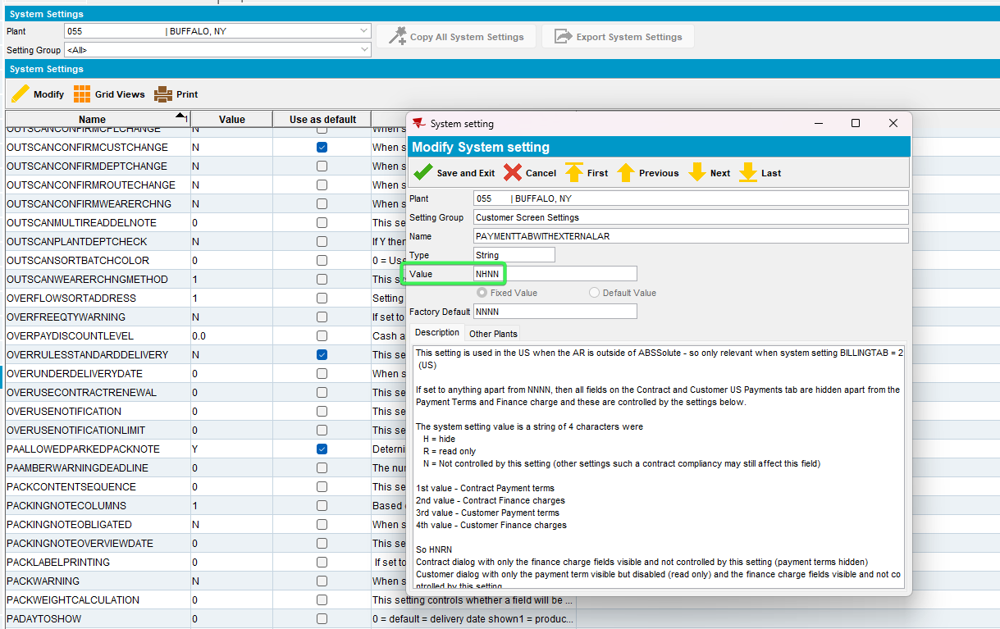 System Settings
Plant
055 | BUFFALO, NY
Copy All System Settings
Export System Settings
Setting Group
<All>
System Settings
Modify
Grid Views
Print
Name 1 Value Use as default
OUTSCANCONFIRMCPLCHANGE N When s
OUTSCANCONFIRMCUSTCHANGE N When s
OUTSCANCONFIRMDEPTCHANGE N When s
OUTSCANCONFIRMROUTECHANGE N When s
OUTSCANCONFIRMWEARERCHNG N When s
OUTSCANMULTIREADDELNOTE 0 This se
OUTSCANPLANTDEPTCHECK N If Y then
OUTSCANSORTBATCHCOLOR 0 0 = Use
OUTSCANWEARERCHNGMETHOD 1 This sy
OVERFLOWSORTADDRESS 1 Setting
OVERFREEQTYWARNING N If set to
OVERPAYDISCOUNTLEVEL 0.0 Cash a
OVERRULESSTANDARDDELIVERY N This se
OVERUNDERDELIVERYDATE 0 When s
OVERUSECONTRACTRENEWAL 0 This se
OVERUSENOTIFICATION 0 This se
OVERUSENOTIFICATIONLIMIT 0 This se
PAALLOWEDPARKEDPACKNOTE Y Determi
PAAMBERWARNINGDEADLINE 0 The nur
PACKCONTENTSEQUENCE 0 This se
PACKINGNOTECOLUMNS 1 Based
PACKINGNOTEOBLIGATED N When s
PACKINGNOTEOVERVIEWDATE 0 This se
PACKLABELPRINTING 0 If set to
PACKWARNING N When s
PACKWEIGHTCALCULATION 0 This setting controls whether a field will be ...
PADAYTOSHOW 0 0 = default = delivery date shown1 = produc...
System setting
Modify System setting
Save and Exit
Cancel
First
Previous
Next
Last
Plant 055 | BUFFALO, NY
Setting Group Customer Screen Settings
Name PAYMENTTABWITHEXTERNALAR
Type String
Value NHNN
Fixed Value
Default Value
Factory Default NNNN
Description
Other Plants
This setting is used in the US when the AR is outside of ABSSolute - so only relevant when system setting BILLINGTAB = 2
(US)
If set to anything apart from NNNN, then all fields on the Contract and Customer US Payments tab are hidden apart from the
Payment Terms and Finance charge and these are controlled by the settings below.
The system setting value is a string of 4 characters were
H = hide
R = read only
N = Not controlled by this setting (other settings such a contract compliancy may still affect this field)
1st value - Contract Payment terms
2nd value - Contract Finance charges
3rd value - Customer Payment terms
4th value - Customer Finance charges
So HNRN
Contract dialog with only the finance charge fields visible and not controlled by this setting (payment terms hidden)
Customer dialog with only the payment term visible but disabled (read only) and the finance charge fields visible and not co
ntrolled by this setting